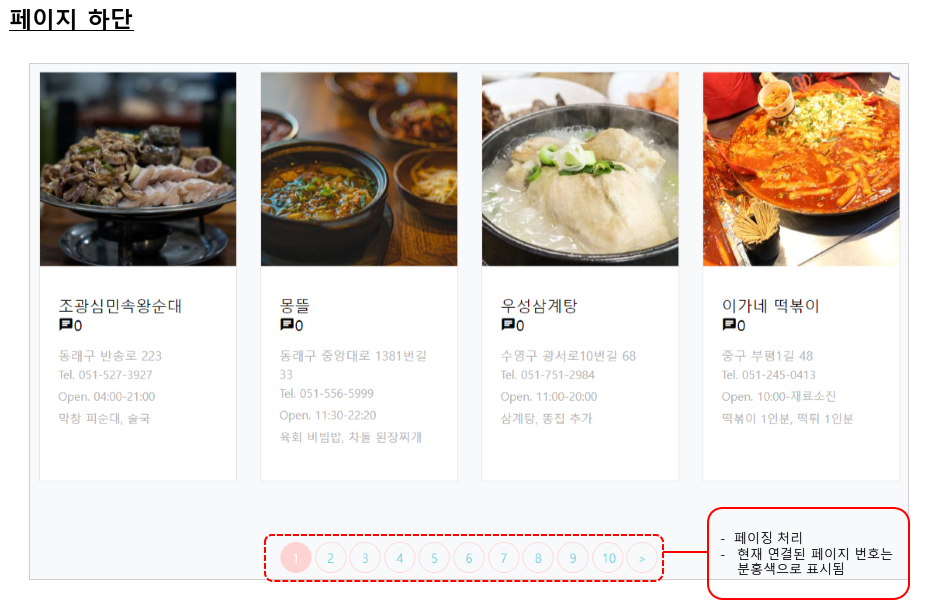 페이지 하단
조광심민속왕순대
0
동래구 반송로 223
Tel. 051-527-3927
Open. 04:00-21:00
막창 피순대, 술국
몽뜰
0
동래구 중앙대로 1381번길
33
Tel. 051-556-5999
Open. 11:30-22:20
육회 비빔밥, 차돌 된장찌개
우성삼계탕
0
수영구 광서로10번길 68
Tel. 051-751-2984
Open. 11:00-20:00
삼계탕, 똥집 추가
이가네 떡볶이
0
중구 부평1길 48
Tel. 051-245-0413
Open. 10:00-재료소진
떡볶이 1인분, 떡튀 1인분
1 2 3 4 5 6 7 8 9 10 >
- 페이징 처리
- 현재 연결된 페이지 번호는
분홍색으로 표시됨